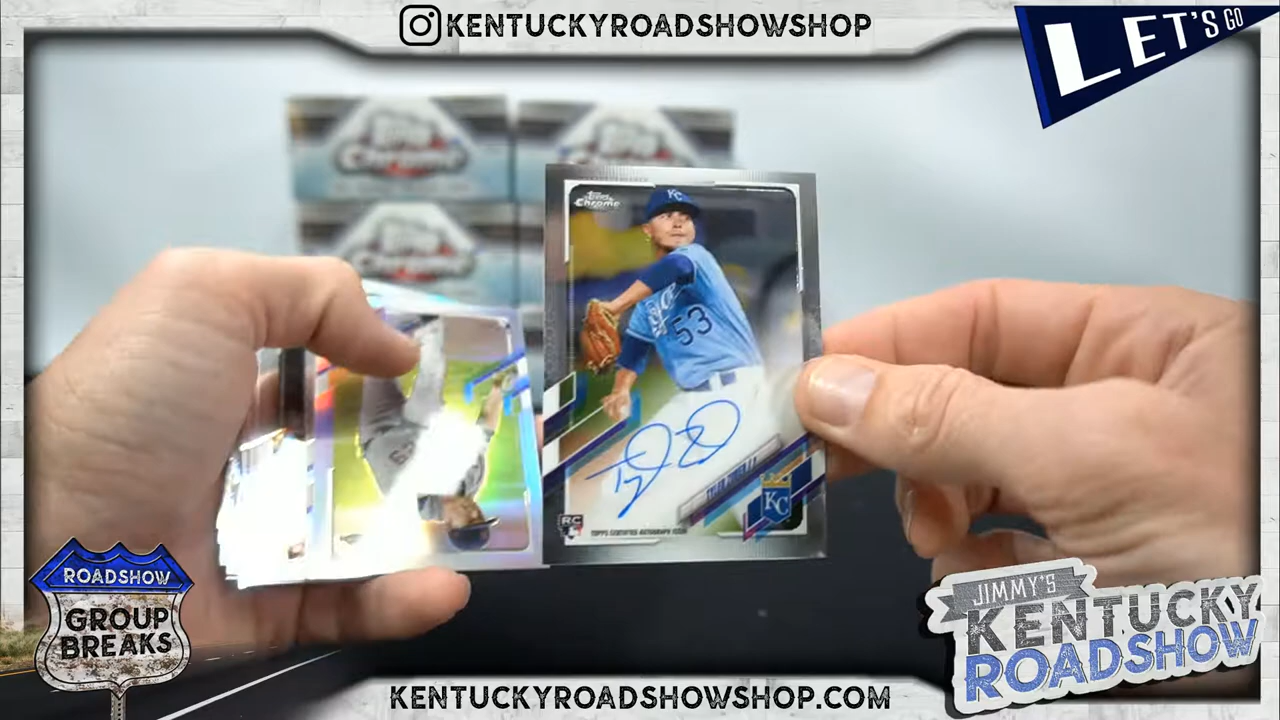 KENTUCKYROADSHOWSHOP
LET'S GO
Topps
Chrome
Topps
Chrome
Topps
Chrome
KC
53
KC
RC
TOPPS CERTIFIED AUTOGRAPH ISSUE
ROADSHOW
GROUP
BREAKS
JIMMY'S
KENTUCKY
ROADSHOW
KENTUCKYROADSHOWSHOP.COM